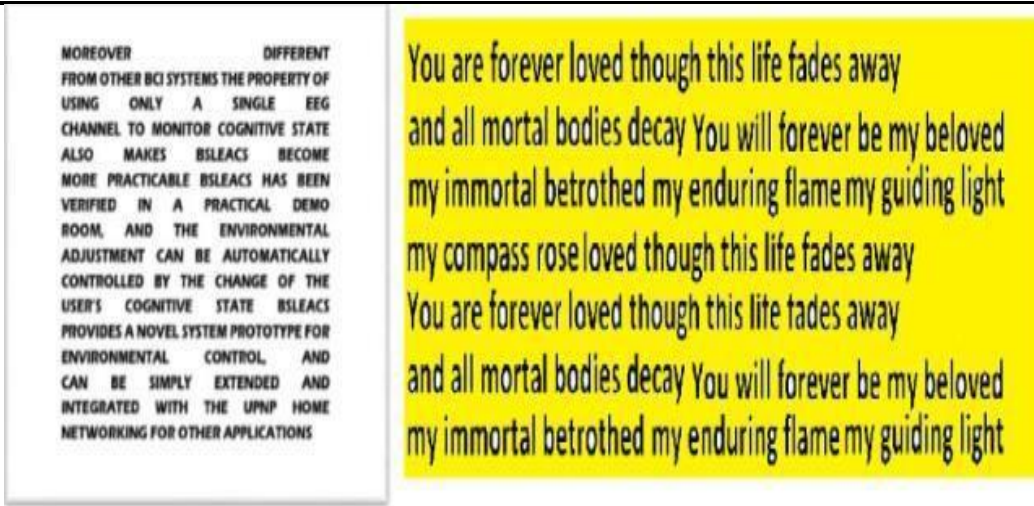 MOREOVER DIFFERENT
FROM OTHER BCI SYSTEMS THE PROPERTY OF
USING ONLY A SINGLE EEG
CHANNEL TO MONITOR COGNITIVE STATE
ALSO MAKES BSLEACS BECOME
MORE PRACTICABLE BSLEACS HAS BEEN
VERIFIED IN A PRACTICAL DEMO
ROOM, AND THE ENVIRONMENTAL
ADJUSTMENT CAN BE AUTOMATICALLY
CONTROLLED BY THE CHANGE OF THE
USER'S COGNITIVE STATE BSLEACS
PROVIDES A NOVEL SYSTEM PROTOTYPE FOR
ENVIRONMENTAL CONTROL, AND
CAN BE SIMPLY EXTENDED AND
INTEGRATED WITH THE UPNP HOME
NETWORKING FOR OTHER APPLICATIONS
You are forever loved though this life fades away
and all mortal bodies decay You will forever be my beloved
my immortal betrothed my enduring flame my guiding light
my compass rose loved though this life fades away
You are forever loved though this life fades away
and all mortal bodies decay You will forever be my beloved
my immortal betrothed my enduring flame my guiding light